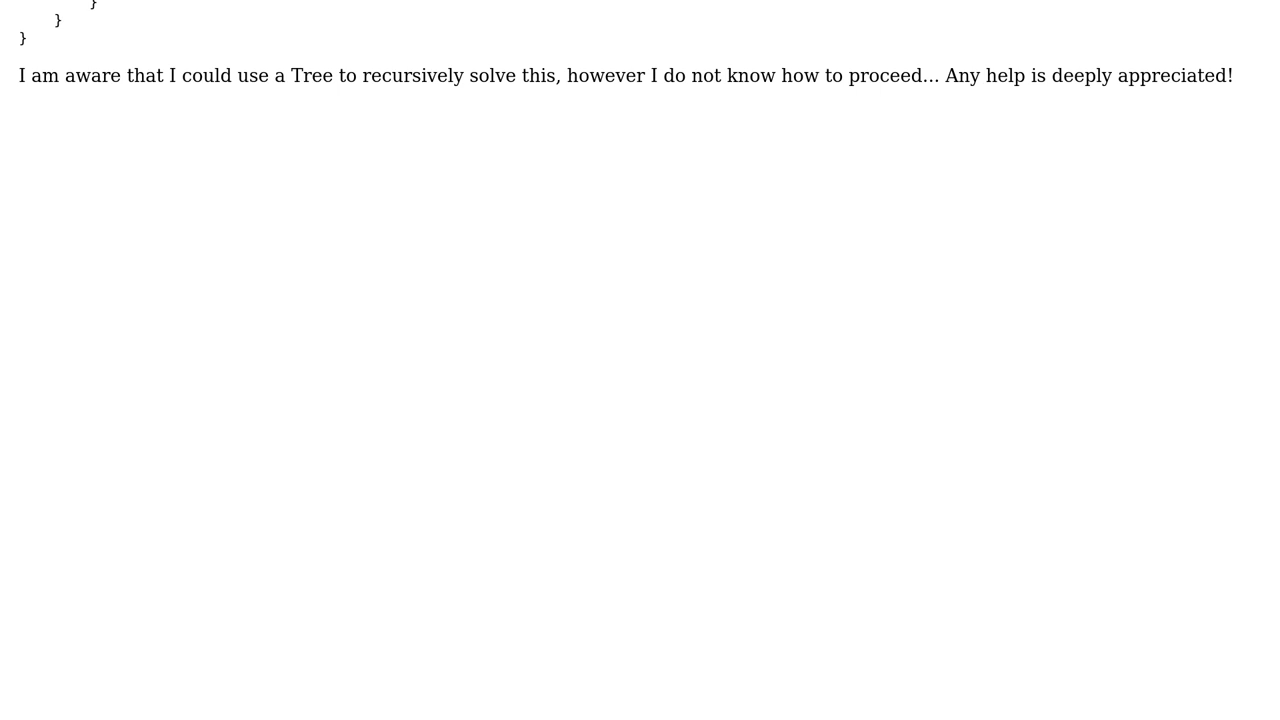 }
}
}
I am aware that I could use a Tree to recursively solve this, however I do not know how to proceed... Any help is deeply appreciated!